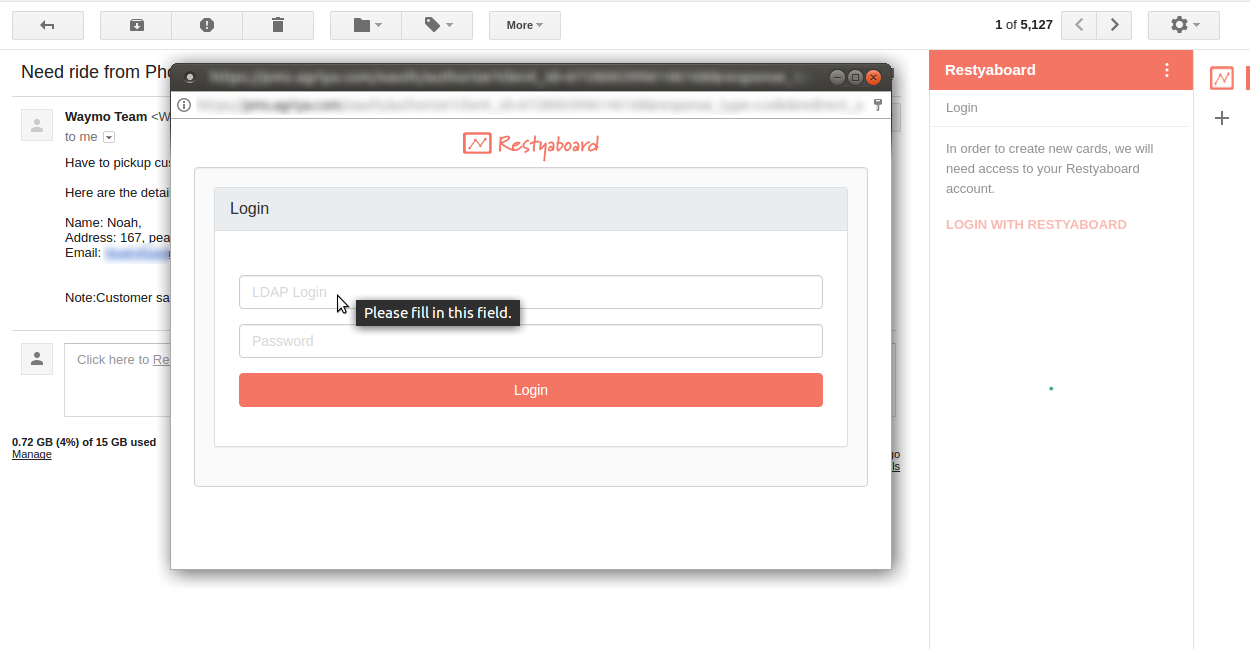 More
1 of 5,127
Need ride from Pho
Restyaboard
Waymo Team <W
to me
Have to pickup cus
Here are the detai
Name: Noah,
Address: 167, pea
Email:
Note:Customer sa
Click here to Re
0.72 GB (4%) of 15 GB used
Manage
Restyaboard
Login
LDAP Login
Please fill in this field.
Password
Login
go
ls
Login
In order to create new cards, we will
need access to your Restyaboard
account.
LOGIN WITH RESTYABOARD